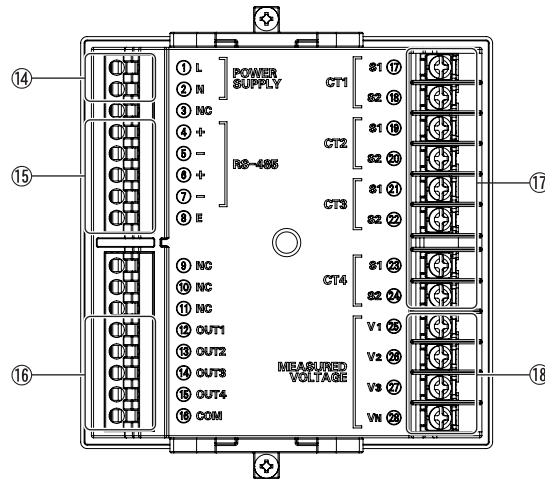 ⑭
⑮
⑯
① L
② N
POWER
SUPPLY
③ NC
④ +
⑤ −
⑥ +
⑦ −
RS-485
⑧ E
⑨ NC
⑩ NC
⑪ NC
⑫ OUT1
⑬ OUT2
⑭ OUT3
⑮ OUT4
⑯ COM
CT1
S1 ⑰
S2 ⑱
CT2
S1 ⑲
S2 ⑳
CT3
S1 ㉑
S2 ㉒
CT4
S1 ㉓
S2 ㉔
MEASURED
VOLTAGE
V1 ㉕
V2 ㉖
V3 ㉗
VN ㉘
⑰
⑱